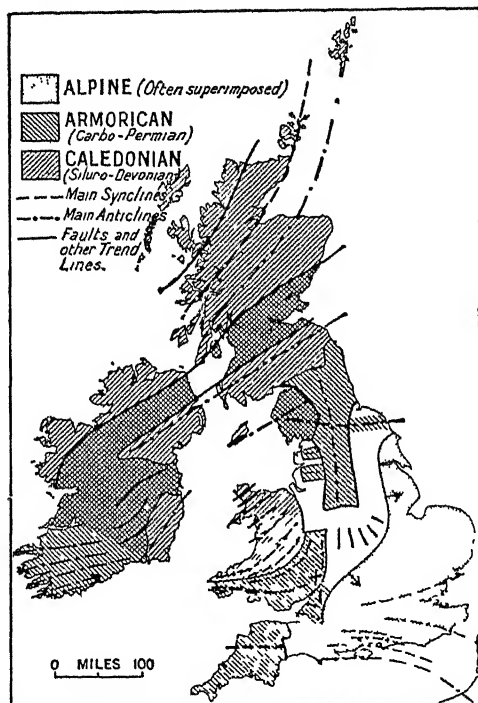 ALPINE (Often superimposed)
ARMORICAN
(Carbo-Permian)
CALEDONIAN
(Siluro-Devonian)
Main Synclines
Main Anticlines
Faults and
other Trend
Lines.
0 MILES 100